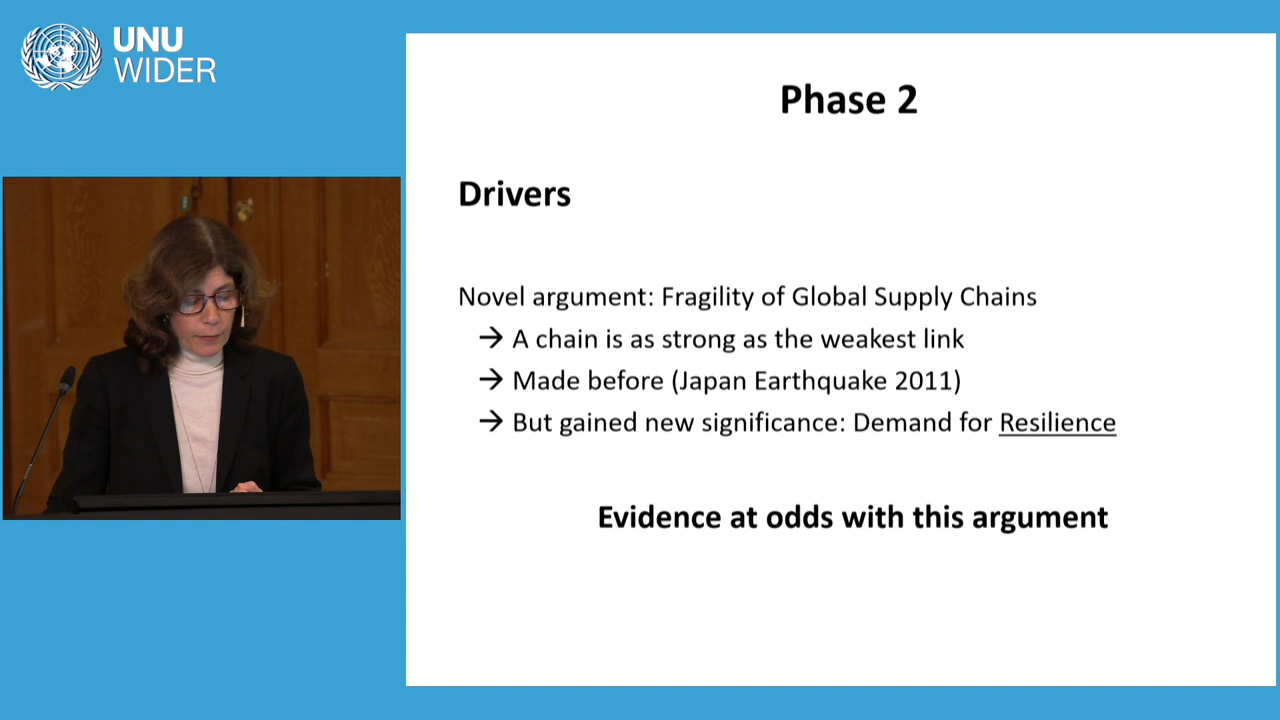 UNU
WIDER
Phase 2
Drivers
Novel argument: Fragility of Global Supply Chains
→ A chain is as strong as the weakest link
→ Made before (Japan Earthquake 2011)
→ But gained new significance: Demand for Resilience
Evidence at odds with this argument